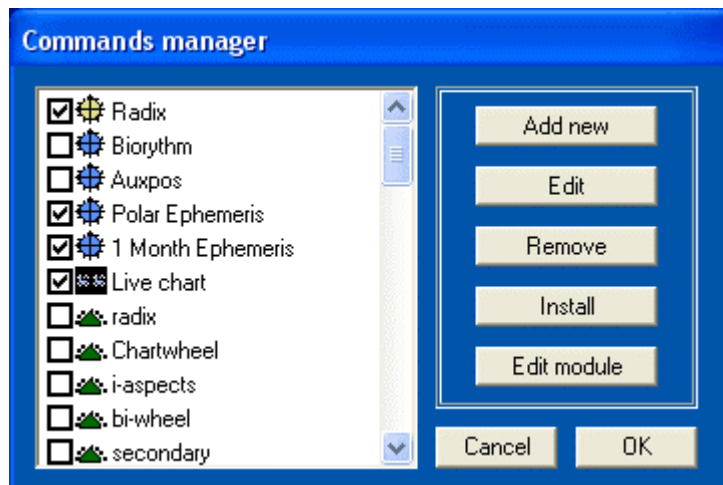 Commands manager
Radix
Biorythm
Auxpos
Polar Ephemeris
1 Month Ephemeris
Live chart
radix
Chartwheel
i-aspects
bi-wheel
secondary
Add new
Edit
Remove
Install
Edit module
Cancel
OK